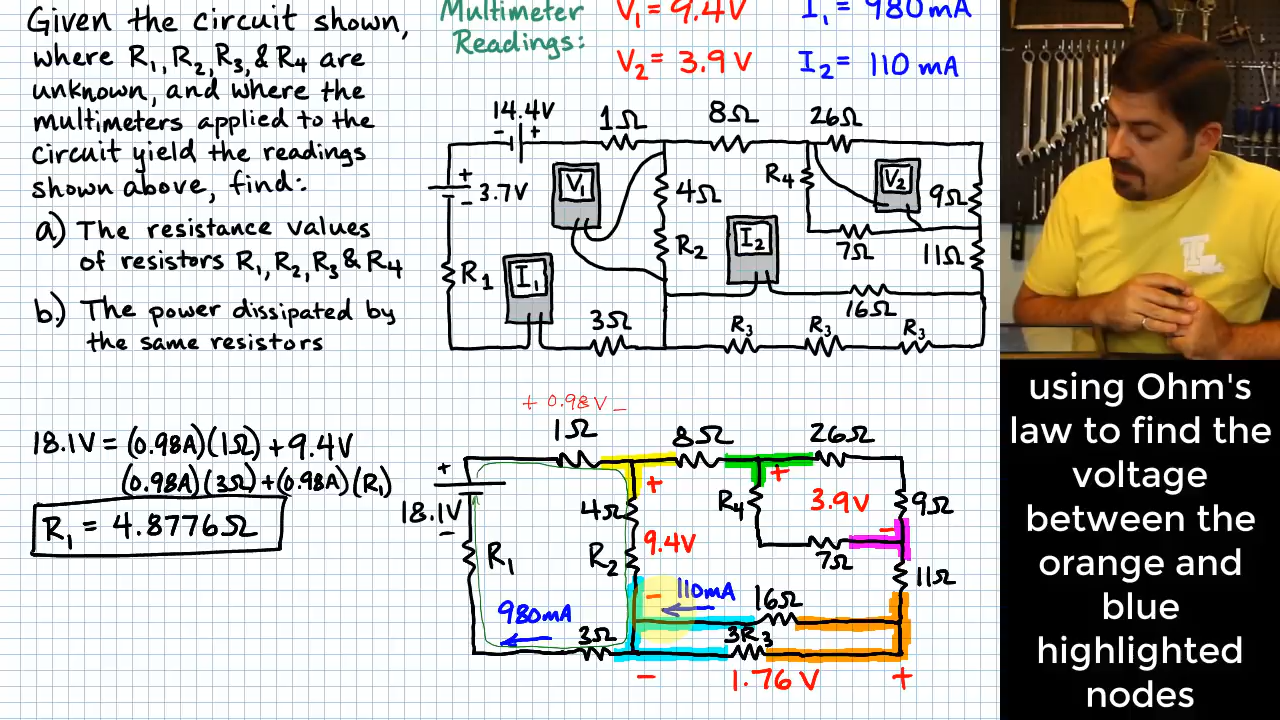 Given the circuit shown,
where R1, R2, R3, & R4 are
unknown, and where the
multimeters applied to the
circuit yield the readings
shown above, find:
a) The resistance values
of resistors R1, R2, R3 & R4
b.) The power dissipated by
the same resistors
Multimeter
Readings:
V1 = 9.4V
I1 = 980mA
V2 = 3.9V
I2 = 110 mA
14.4V
- +
1Ω
8Ω
26Ω
+
3.7V
-
V1
4Ω
R4
V2
9Ω
R1
I1
R2
I2
7Ω
11Ω
16Ω
3Ω
R3
R3
R3
18.1V = (0.98A)(1Ω) + 9.4V
(0.98A)(3Ω) + (0.98A)(R1)
R1 = 4.8776Ω
+ 0.98V -
1Ω
8Ω
26Ω
+
18.1V
-
+
4Ω
+
R4
3.9V
9Ω
-
R1
R2
9.4V
7Ω
11Ω
-
110mA
16Ω
980mA
3Ω
3R3
-
1.76V
+
using Ohm's
law to find the
voltage
between the
orange and
blue
highlighted
nodes